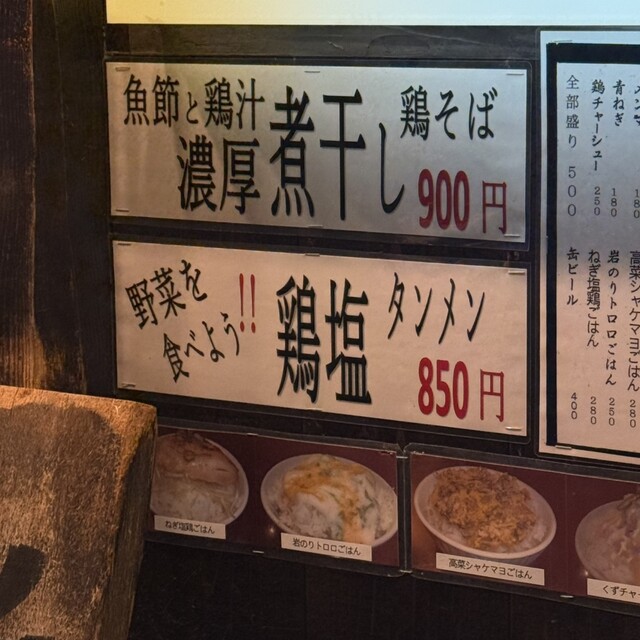 魚節と鶏汁
濃厚煮干し鶏そば
900円
野菜を
食べよう!!
鶏塩タンメン
850円
青ねぎ 180
鶏チャーシュー 250
全部盛り 500
高菜シャケマヨごはん 280
岩のりトロロごはん 250
ねぎ塩鶏ごはん 280
缶ビール 400
ねぎ塩鶏ごはん
岩のりトロロごはん
高菜シャケマヨごはん
くずチャー